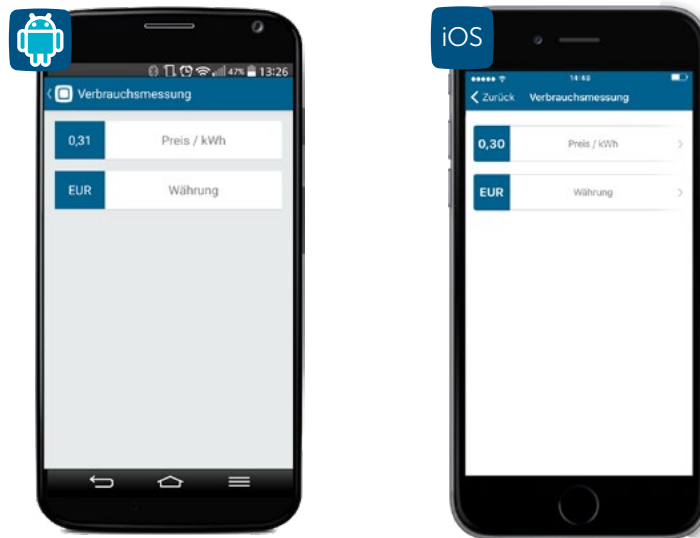 iOS
47% 13:26
Verbrauchsmessung
0,31 Preis / kWh
EUR Währung
14:49
Zurück Verbrauchsmessung
0,30 Preis / kWh
EUR Währung